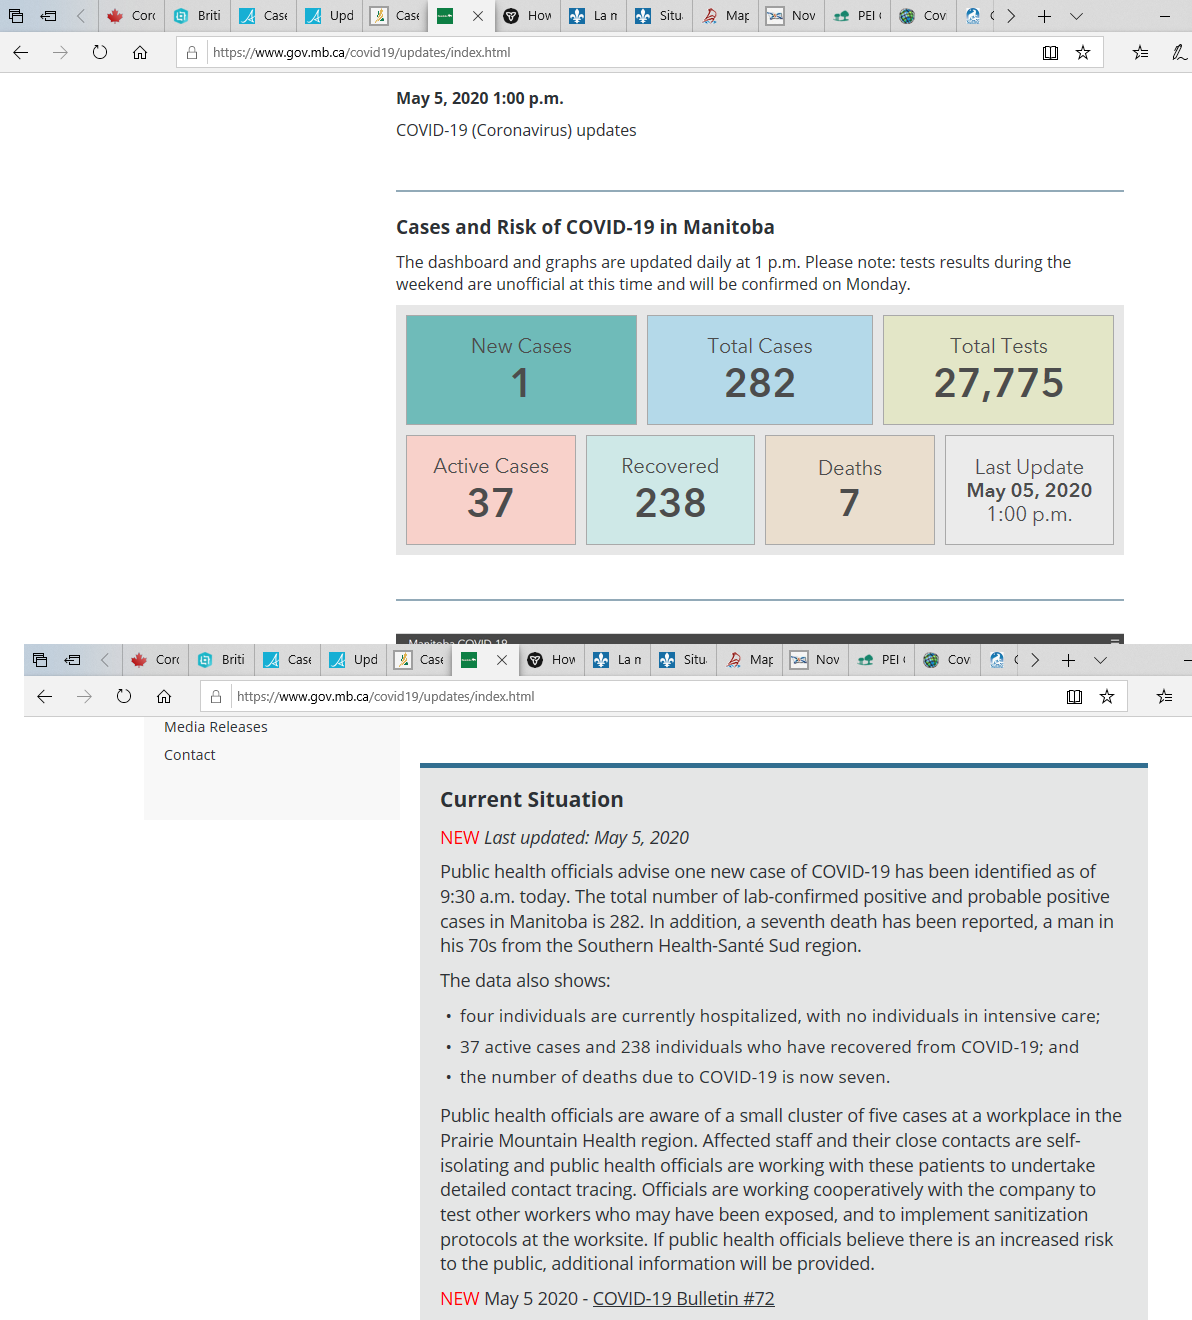 Corc
Briti
Case
Upd
Case
How
La m
Situ
Map
Nov
PEI (
Cov
https://www.gov.mb.ca/covid19/updates/index.html
May 5, 2020 1:00 p.m.
COVID-19 (Coronavirus) updates
Cases and Risk of COVID-19 in Manitoba
The dashboard and graphs are updated daily at 1 p.m. Please note: tests results during the
weekend are unofficial at this time and will be confirmed on Monday.
New Cases
1
Total Cases
282
Total Tests
27,775
Active Cases
37
Recovered
238
Deaths
7
Last Update
May 05, 2020
1:00 p.m.
Manitoba COVID-19
Corc
Briti
Case
Upd
Case
How
La n
Situ
Map
Nov
PEI (
Cov
https://www.gov.mb.ca/covid19/updates/index.html
Media Releases
Contact
Current Situation
NEW Last updated: May 5, 2020
Public health officials advise one new case of COVID-19 has been identified as of
9:30 a.m. today. The total number of lab-confirmed positive and probable positive
cases in Manitoba is 282. In addition, a seventh death has been reported, a man in
his 70s from the Southern Health-Santé Sud region.
The data also shows:
• four individuals are currently hospitalized, with no individuals in intensive care;
• 37 active cases and 238 individuals who have recovered from COVID-19; and
• the number of deaths due to COVID-19 is now seven.
Public health officials are aware of a small cluster of five cases at a workplace in the
Prairie Mountain Health region. Affected staff and their close contacts are self-
isolating and public health officials are working with these patients to undertake
detailed contact tracing. Officials are working cooperatively with the company to
test other workers who may have been exposed, and to implement sanitization
protocols at the worksite. If public health officials believe there is an increased risk
to the public, additional information will be provided.
NEW May 5 2020 - COVID-19 Bulletin #72